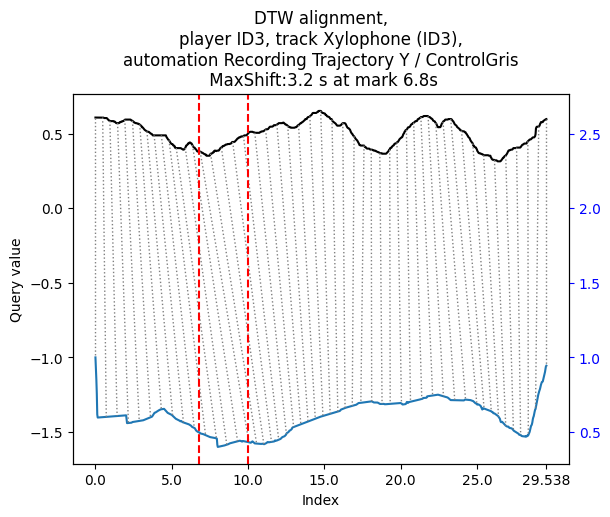 DTW alignment,
player ID3, track Xylophone (ID3),
automation Recording Trajectory Y / ControlGris
MaxShift:3.2 s at mark 6.8s
0.5
0.0
−0.5
−1.0
−1.5
Query value
2.5
2.0
1.5
1.0
0.5
0.0 5.0 10.0 15.0 20.0 25.0 29.538
Index